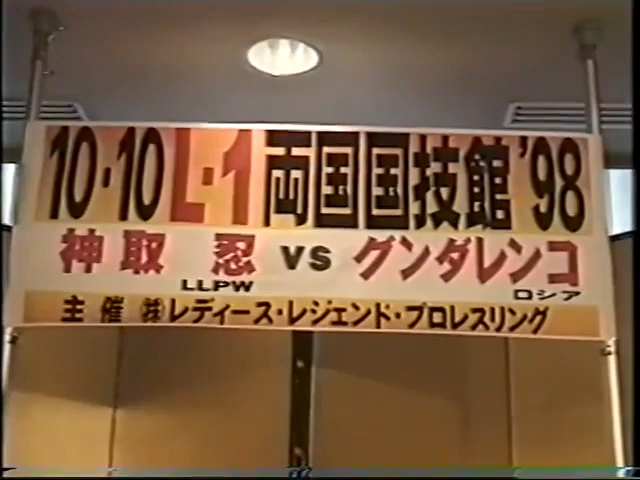 10・10 L・1 両国国技館 '98
神取 忍 VS グンダレンコ
LLPW ロシア
主催 ㈱レディース・レジェンド・プロレスリング